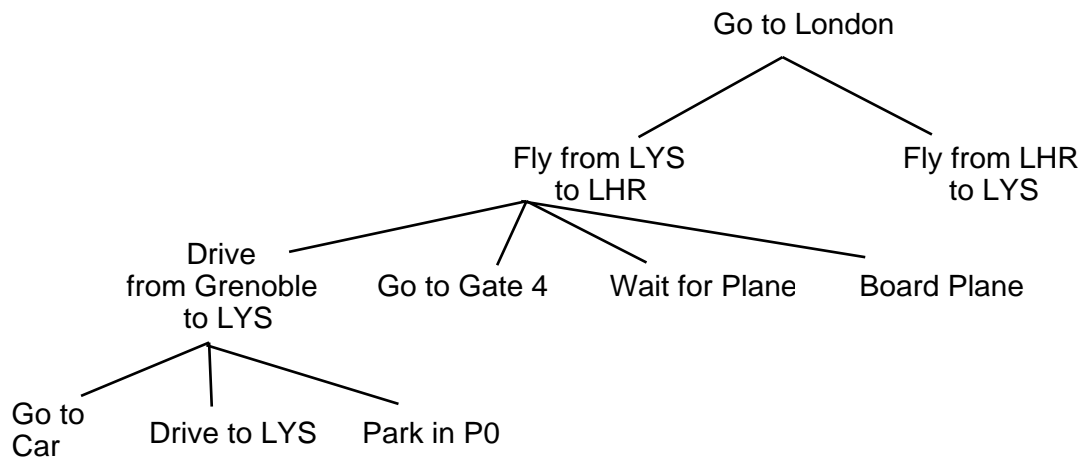 Go to London
Fly from LYS
to LHR
Fly from LHR
to LYS
Drive
from Grenoble
to LYS
Go to Gate 4
Wait for Plane
Board Plane
Go to
Car
Drive to LYS
Park in P0